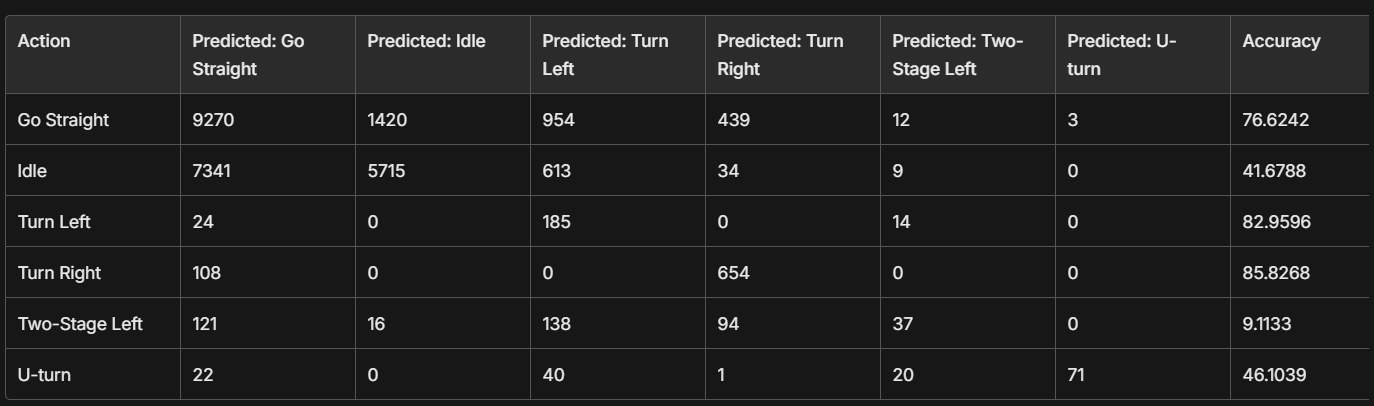 Action Predicted: Go Straight Predicted: Idle Predicted: Turn Left Predicted: Turn Right Predicted: Two-Stage Left Predicted: U-turn Accuracy
Go Straight 9270 1420 954 439 12 3 76.6242
Idle 7341 5715 613 34 9 0 41.6788
Turn Left 24 0 185 0 14 0 82.9596
Turn Right 108 0 0 654 0 0 85.8268
Two-Stage Left 121 16 138 94 37 0 9.1133
U-turn 22 0 40 1 20 71 46.1039